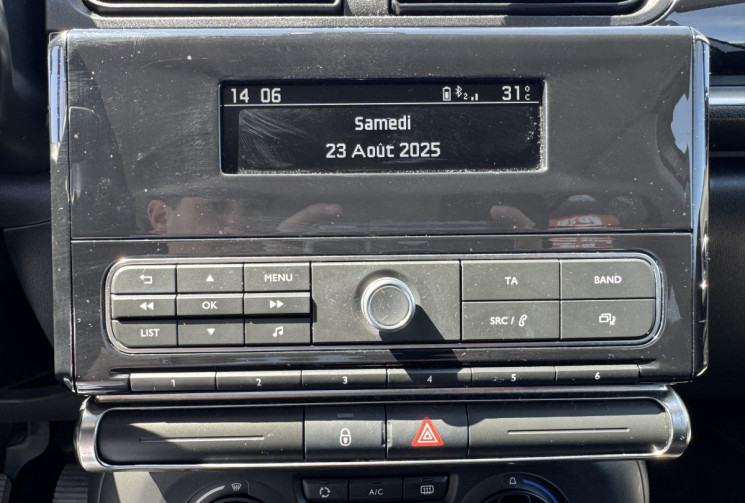 14 06 2 31°C
Samedi
23 Août 2025
MENU TA BAND
OK
LIST SRC /
1 2 3 4 5 6
A/C